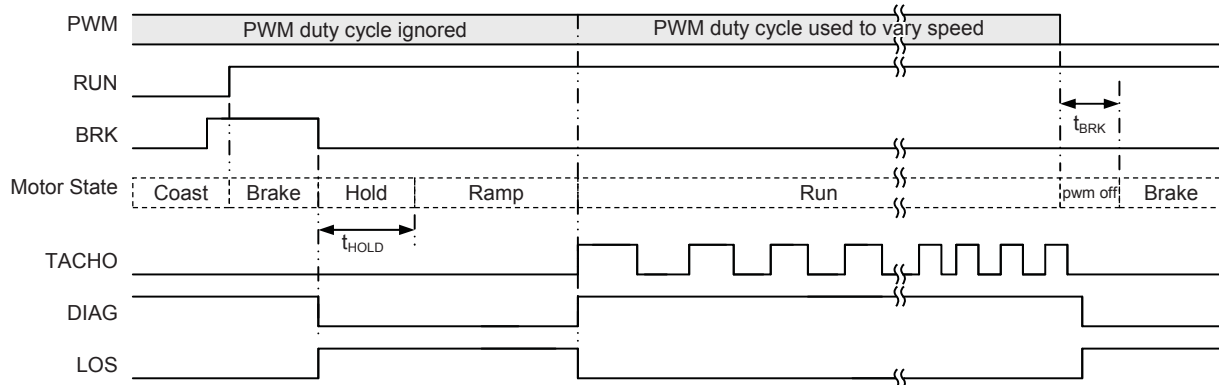 PWM
PWM duty cycle ignored
PWM duty cycle used to vary speed
RUN
BRK
tBRK
Motor State
Coast
Brake
Hold
Ramp
Run
pwm off
Brake
tHOLD
TACHO
DIAG
LOS